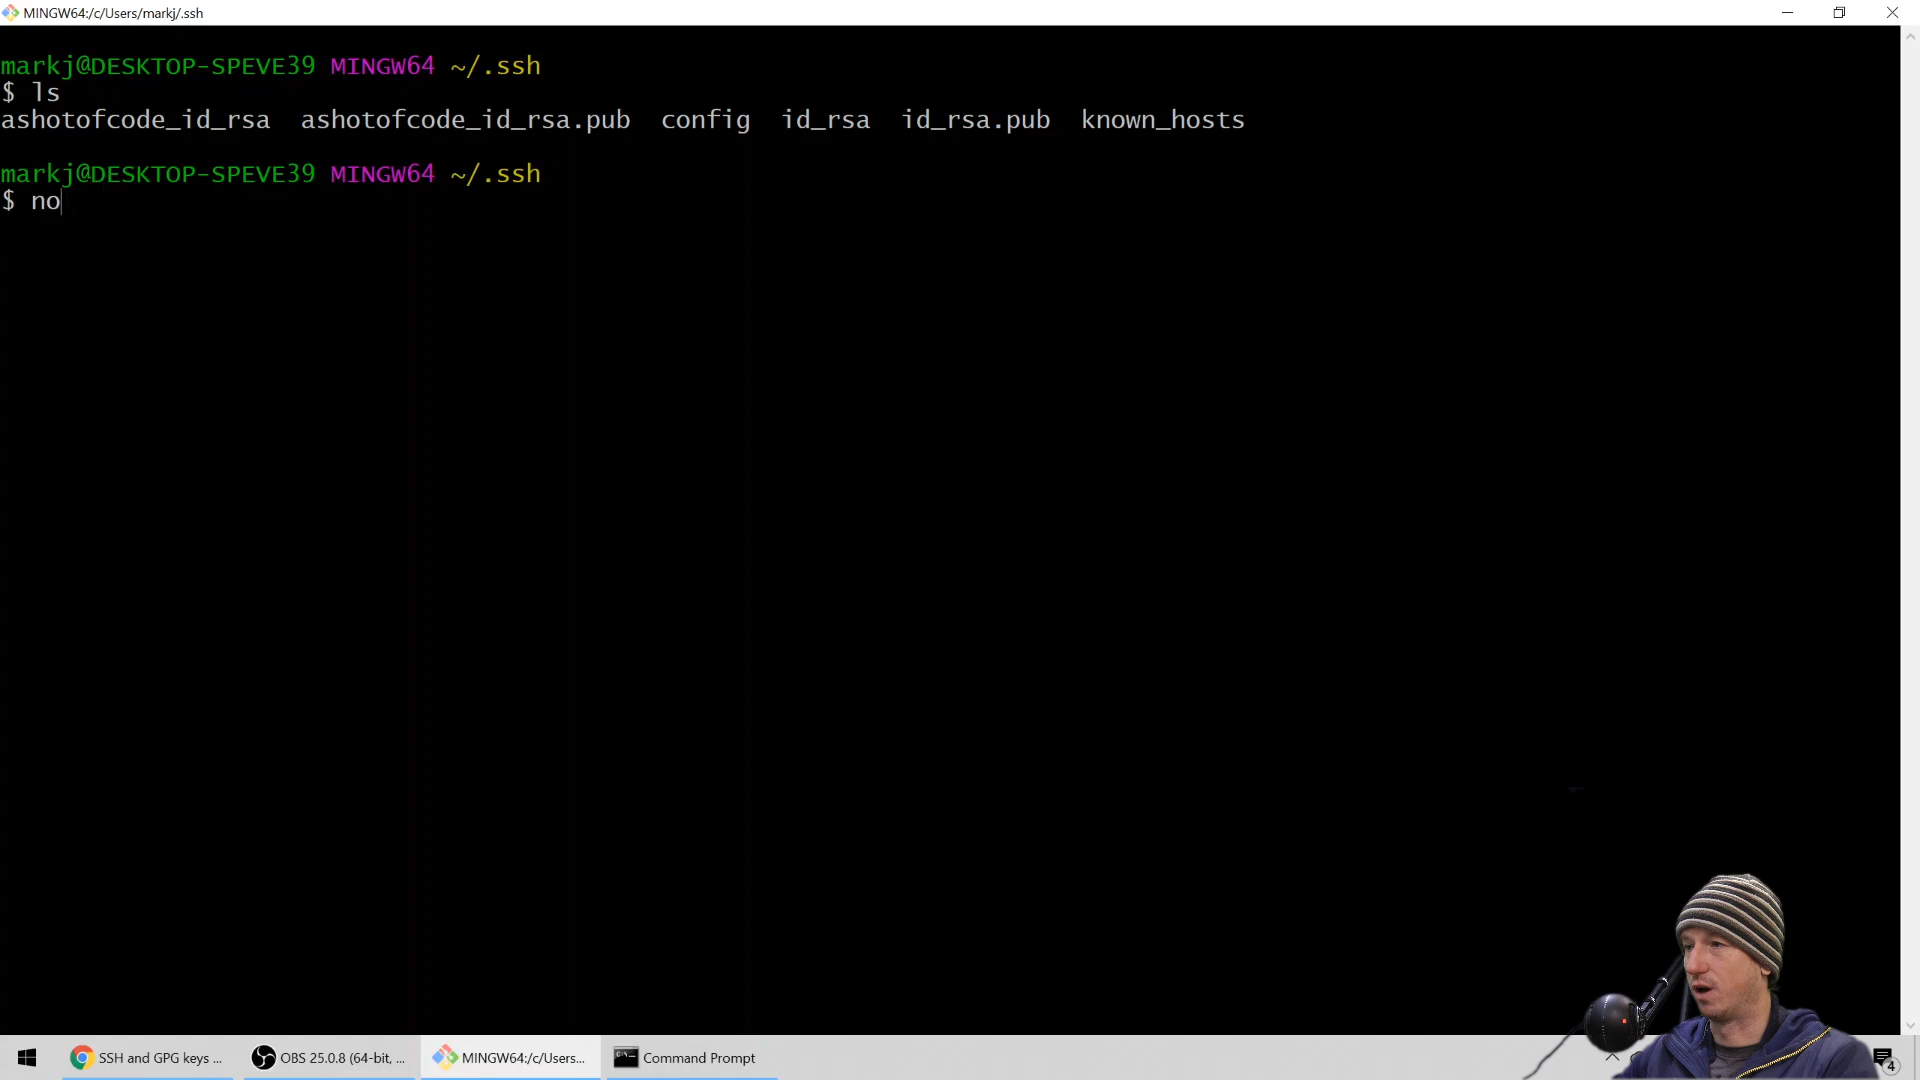 MINGW64:/c/Users/markj/.ssh
markj@DESKTOP-SPEVE39 MINGW64 ~/.ssh
$ ls
ashotofcode_id_rsa  ashotofcode_id_rsa.pub  config  id_rsa  id_rsa.pub  known_hosts
markj@DESKTOP-SPEVE39 MINGW64 ~/.ssh
$ no
SSH and GPG keys ... OBS 25.0.8 (64-bit, ... MINGW64:/c/Users... Command Prompt 4